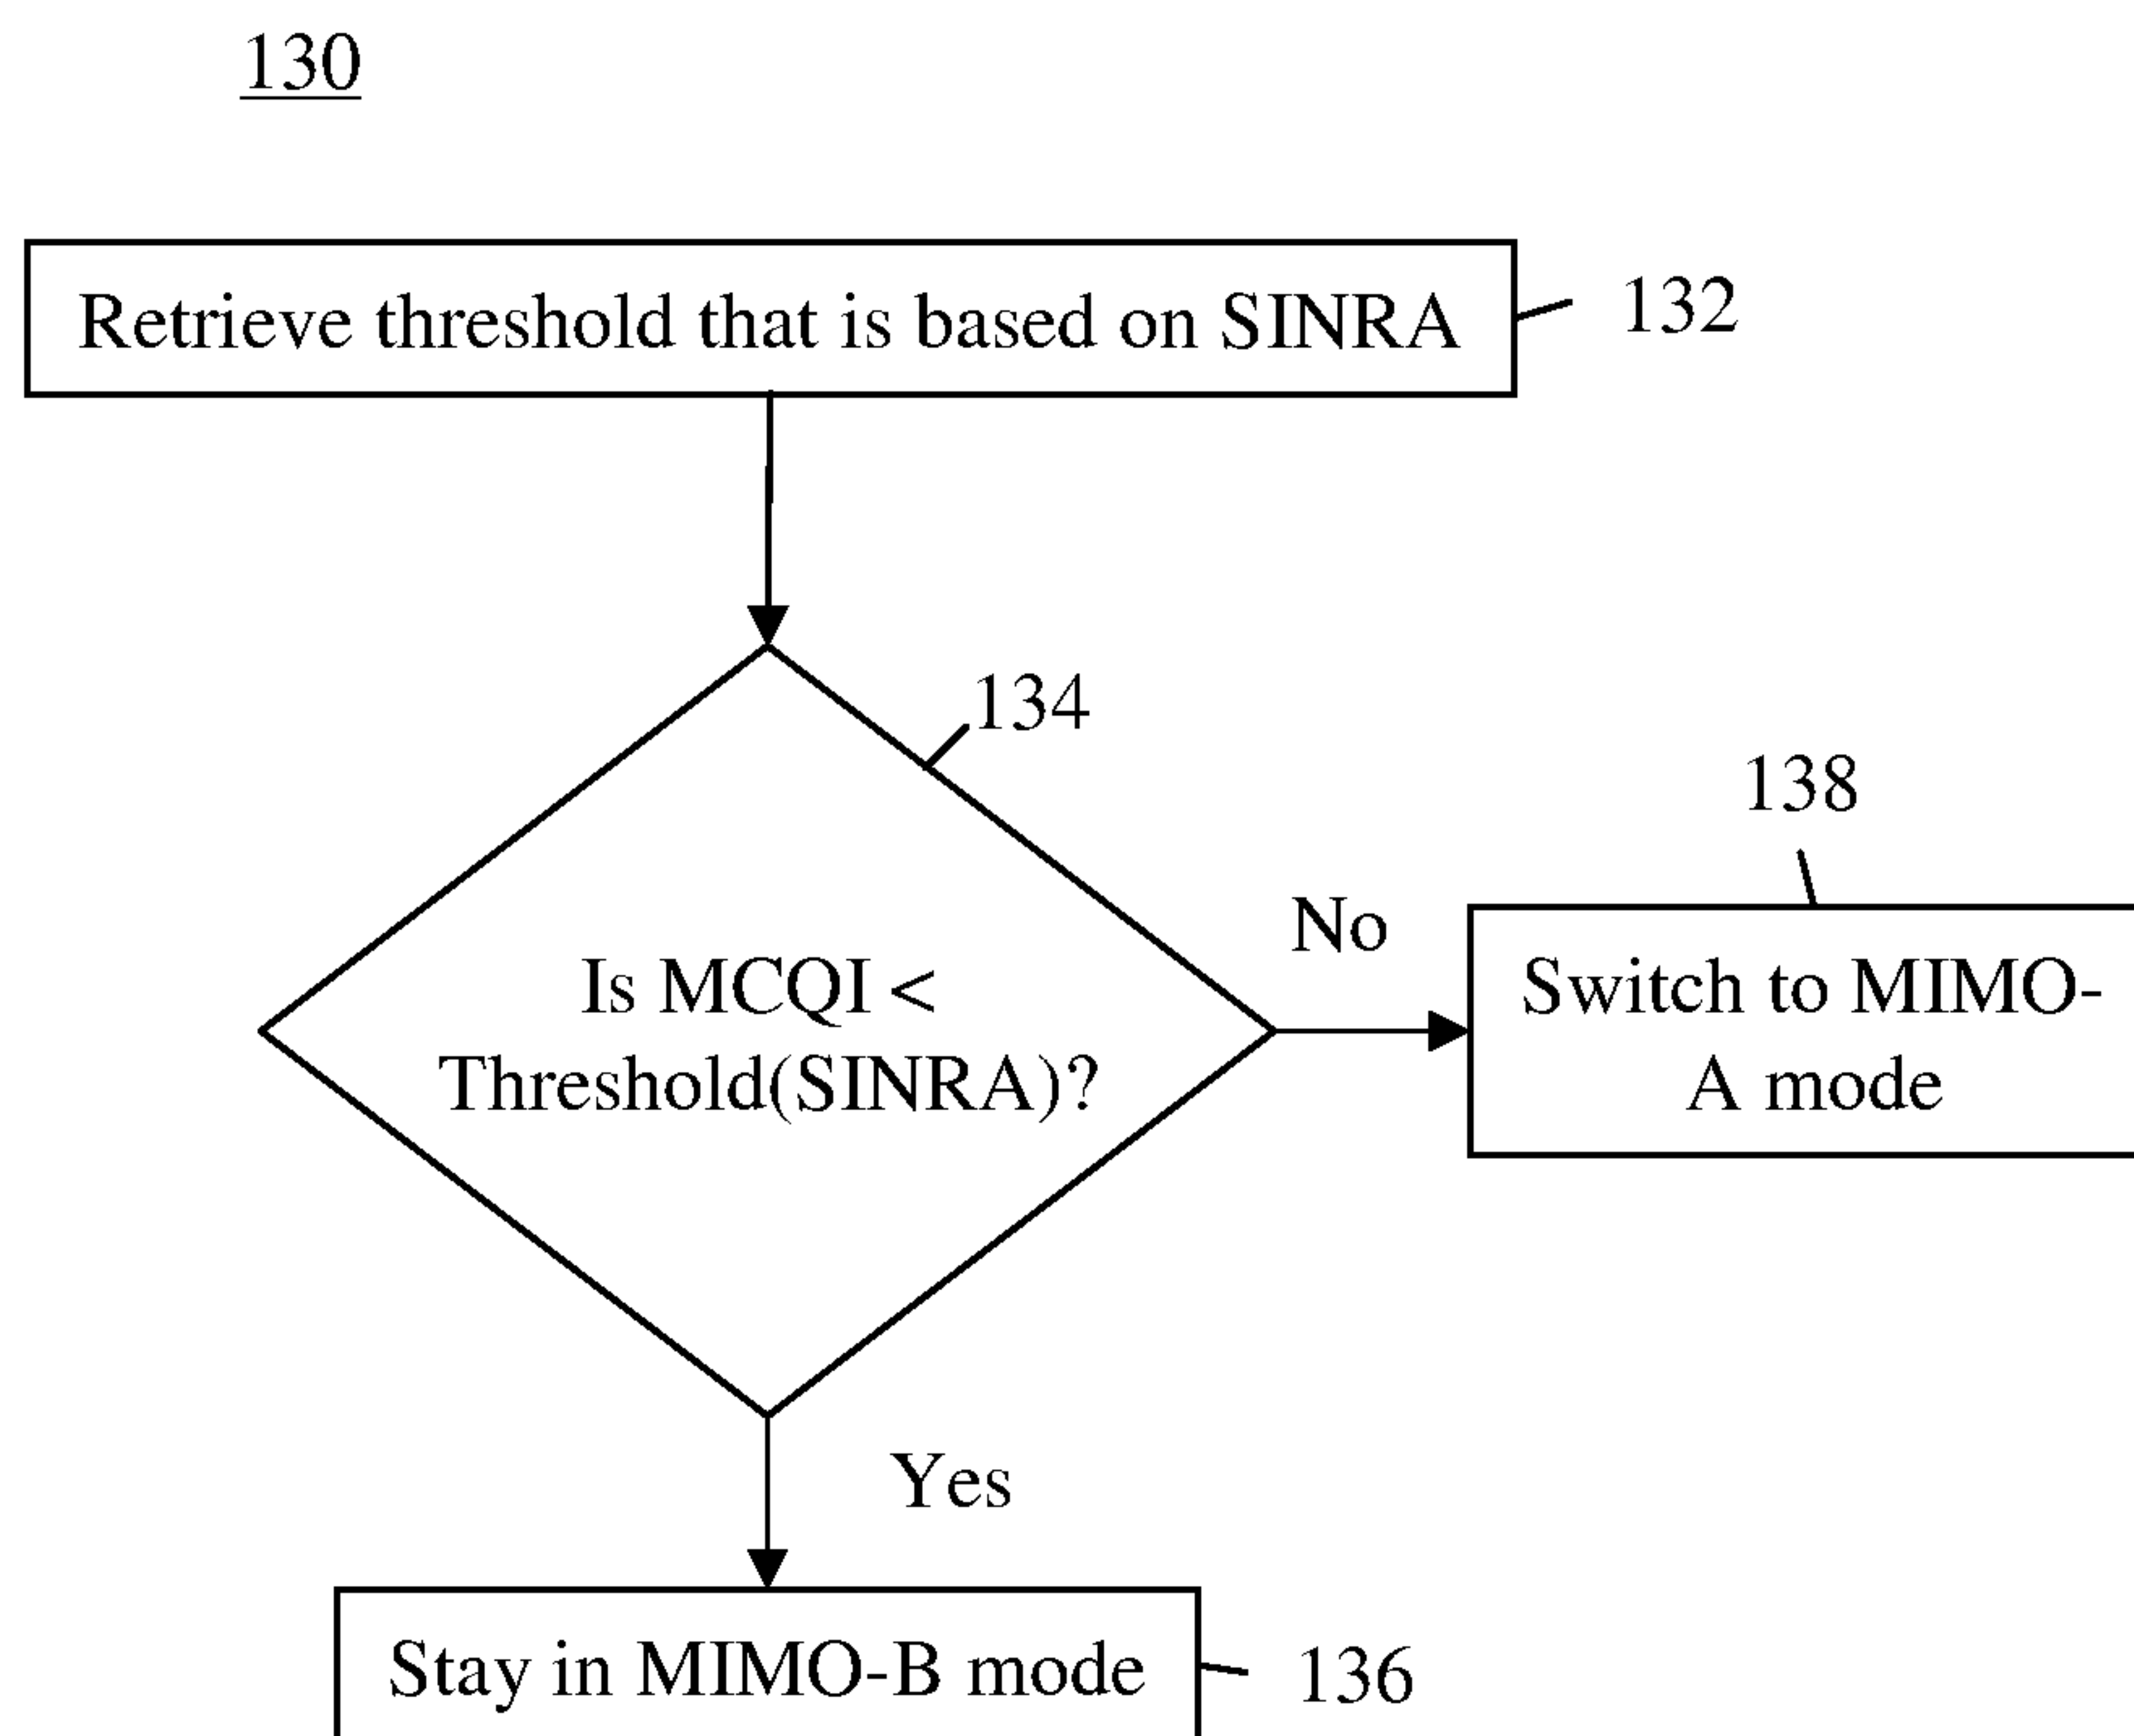 130
Retrieve threshold that is based on SINRA
132
134
Is MCQI <
Threshold(SINRA)?
No
138
Switch to MIMO-
A mode
Yes
Stay in MIMO-B mode
136